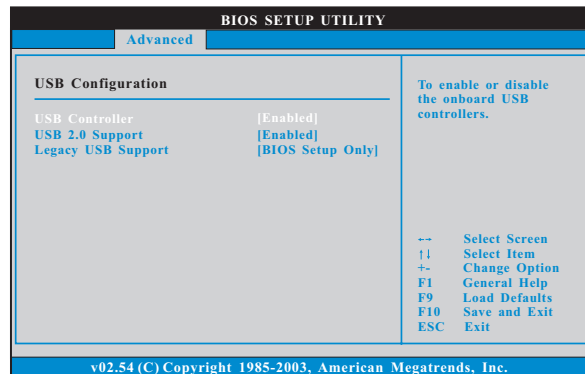 BIOS SETUP UTILITY
Advanced
USB Configuration
USB Controller [Enabled]
USB 2.0 Support [Enabled]
Legacy USB Support [BIOS Setup Only]
To enable or disable
the onboard USB
controllers.
←→ Select Screen
↑↓ Select Item
+- Change Option
F1 General Help
F9 Load Defaults
F10 Save and Exit
ESC Exit
v02.54 (C) Copyright 1985-2003, American Megatrends, Inc.